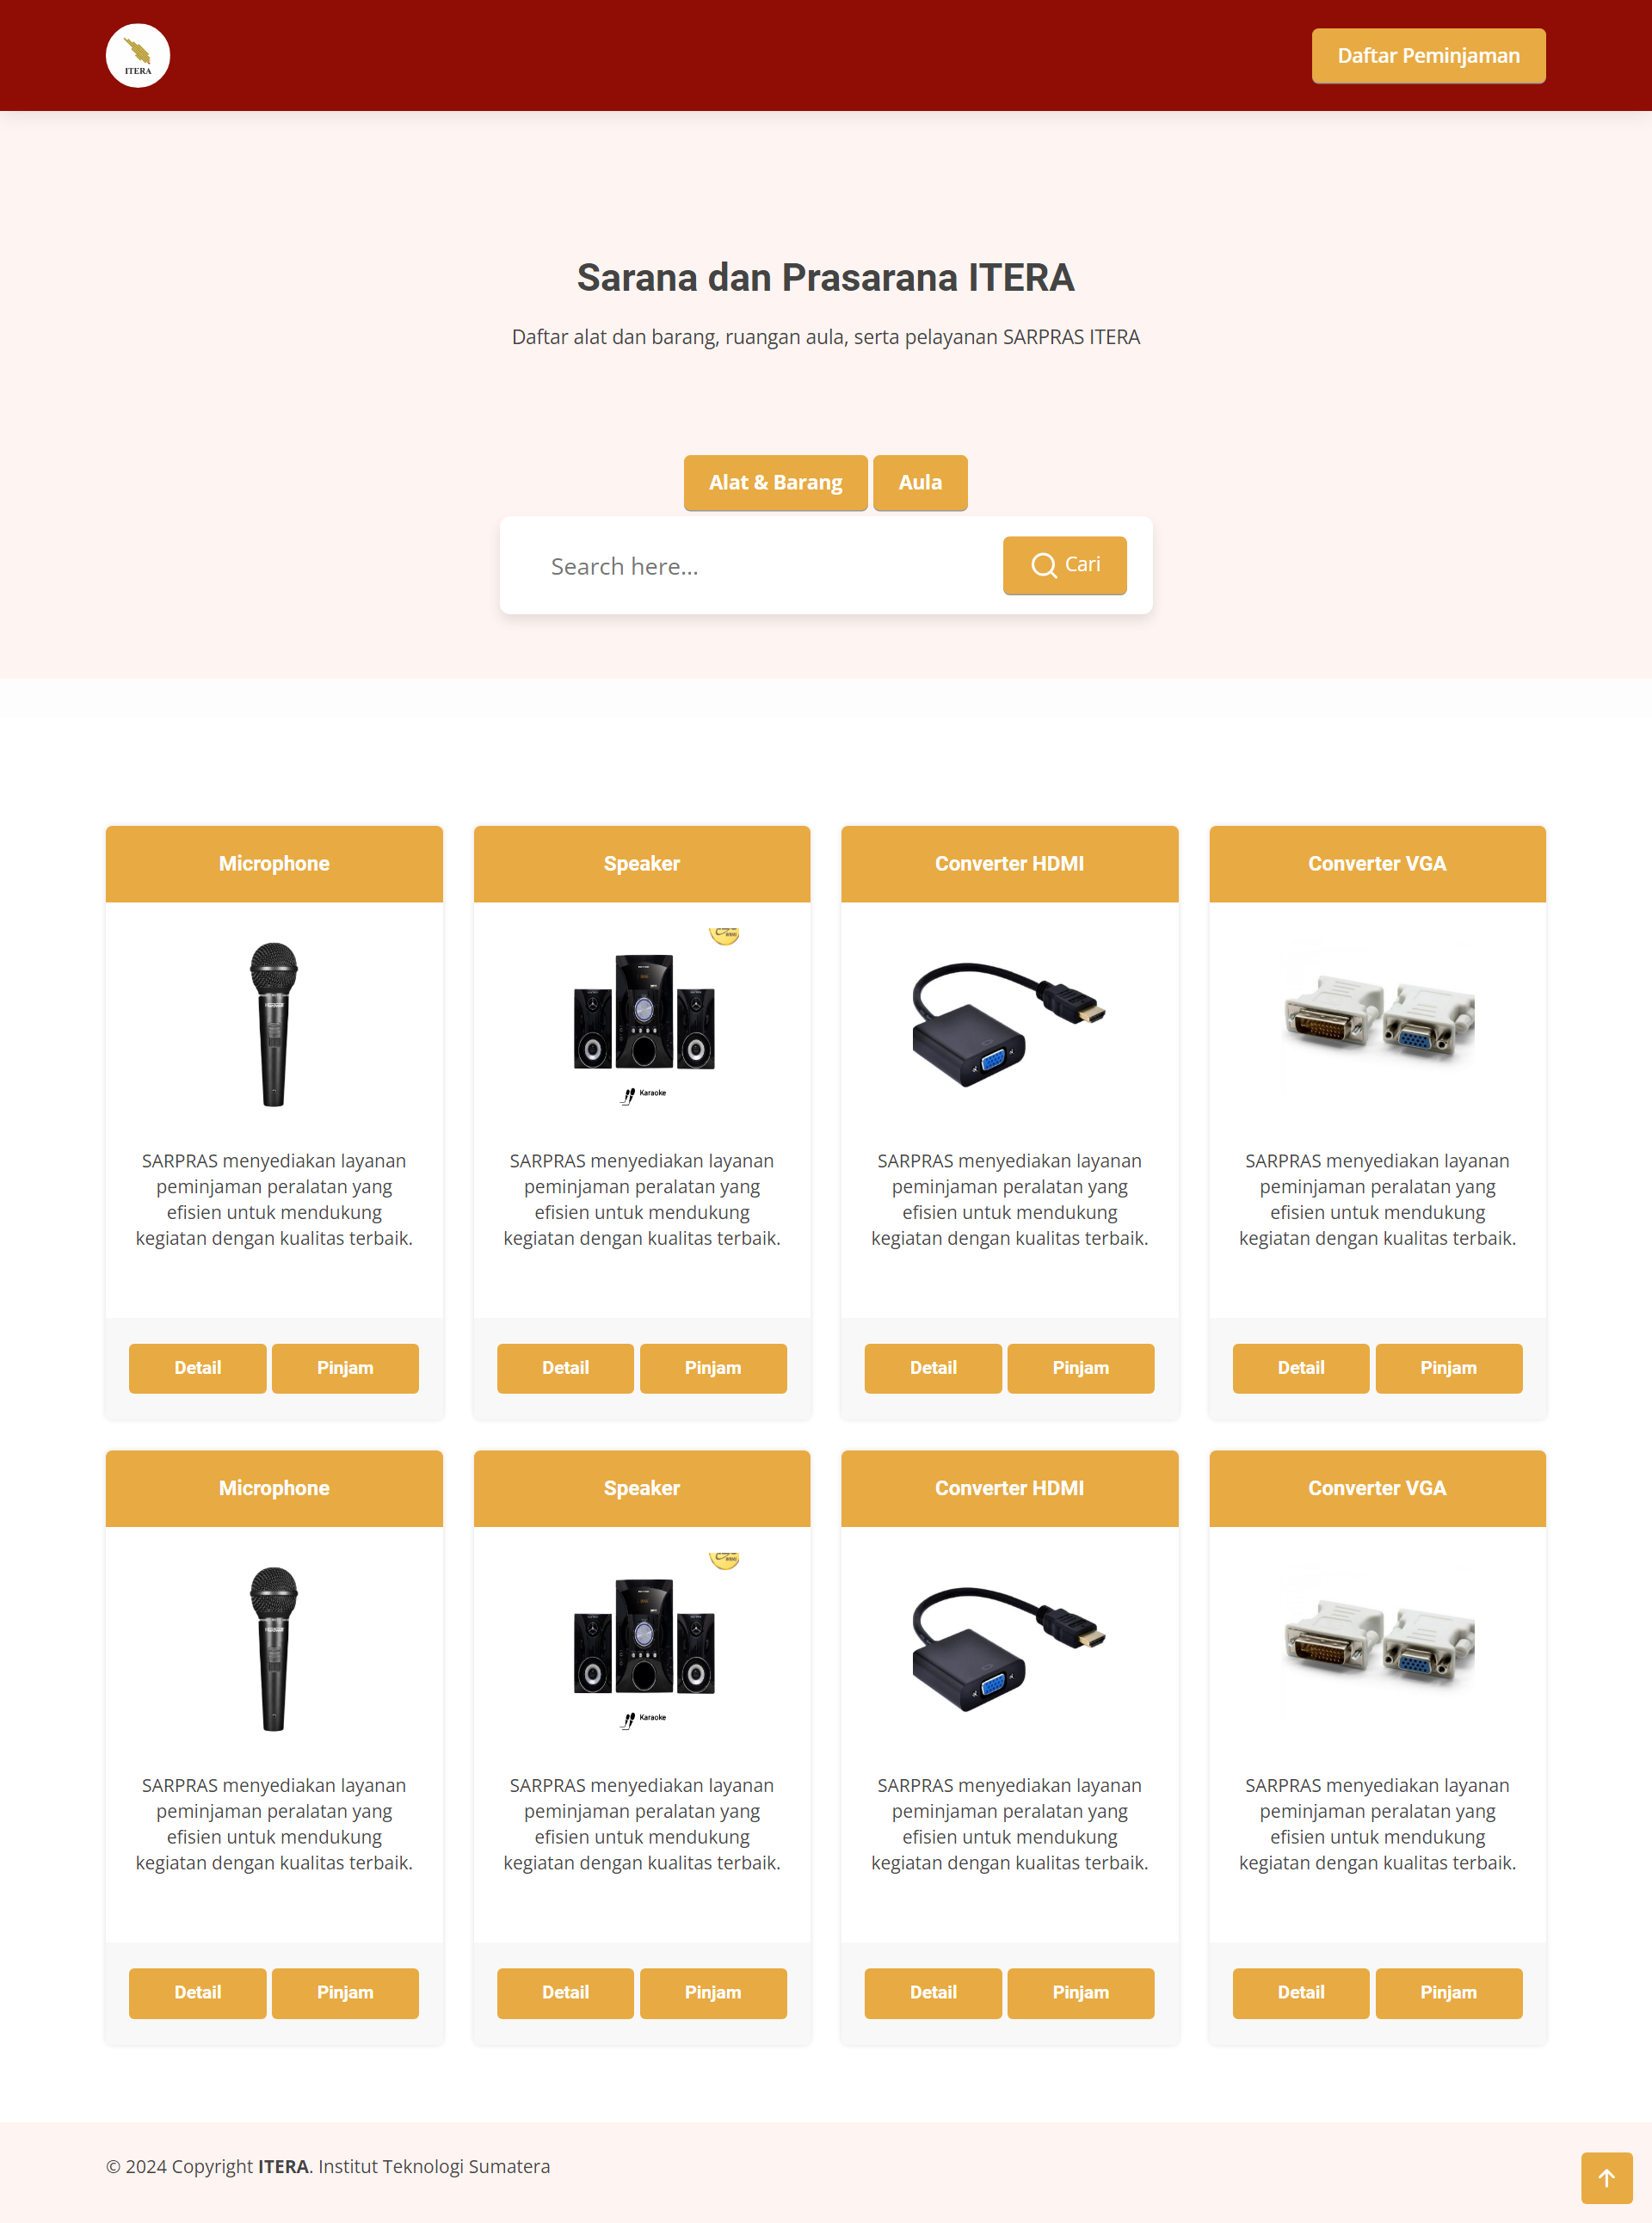 ITERA
Daftar Peminjaman
Sarana dan Prasarana ITERA
Daftar alat dan barang, ruangan aula, serta pelayanan SARPRAS ITERA
Alat & Barang
Aula
Search here...
Cari
Microphone
Speaker
Converter HDMI
Converter VGA
Karaoke
SARPRAS menyediakan layanan
peminjaman peralatan yang
efisien untuk mendukung
kegiatan dengan kualitas terbaik.
SARPRAS menyediakan layanan
peminjaman peralatan yang
efisien untuk mendukung
kegiatan dengan kualitas terbaik.
SARPRAS menyediakan layanan
peminjaman peralatan yang
efisien untuk mendukung
kegiatan dengan kualitas terbaik.
SARPRAS menyediakan layanan
peminjaman peralatan yang
efisien untuk mendukung
kegiatan dengan kualitas terbaik.
Detail
Pinjam
Detail
Pinjam
Detail
Pinjam
Detail
Pinjam
Microphone
Speaker
Converter HDMI
Converter VGA
Karaoke
SARPRAS menyediakan layanan
peminjaman peralatan yang
efisien untuk mendukung
kegiatan dengan kualitas terbaik.
SARPRAS menyediakan layanan
peminjaman peralatan yang
efisien untuk mendukung
kegiatan dengan kualitas terbaik.
SARPRAS menyediakan layanan
peminjaman peralatan yang
efisien untuk mendukung
kegiatan dengan kualitas terbaik.
SARPRAS menyediakan layanan
peminjaman peralatan yang
efisien untuk mendukung
kegiatan dengan kualitas terbaik.
Detail
Pinjam
Detail
Pinjam
Detail
Pinjam
Detail
Pinjam
© 2024 Copyright ITERA. Institut Teknologi Sumatera